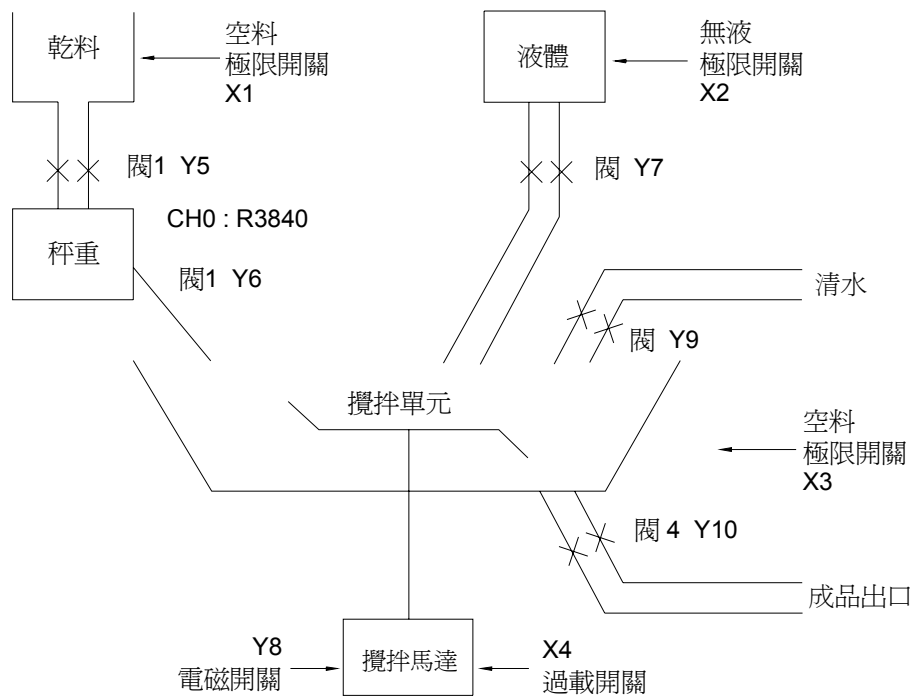 乾料
空料
極限開關
X1
液體
無液
極限開關
X2
閥1 Y5
閥 Y7
CH0 : R3840
秤重
閥1 Y6
清水
閥 Y9
攪拌單元
空料
極限開關
X3
閥 4 Y10
成品出口
Y8
電磁開關
攪拌馬達
X4
過載開關